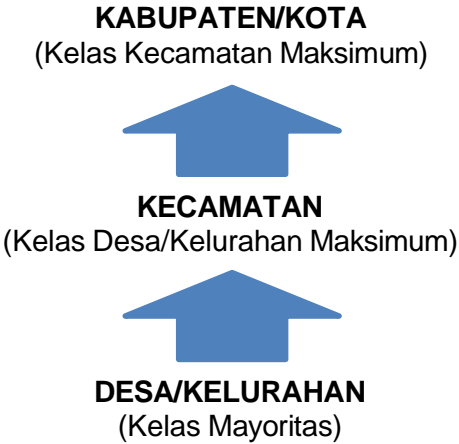 KABUPATEN/KOTA
(Kelas Kecamatan Maksimum)
KECAMATAN
(Kelas Desa/Kelurahan Maksimum)
DESA/KELURAHAN
(Kelas Mayoritas)